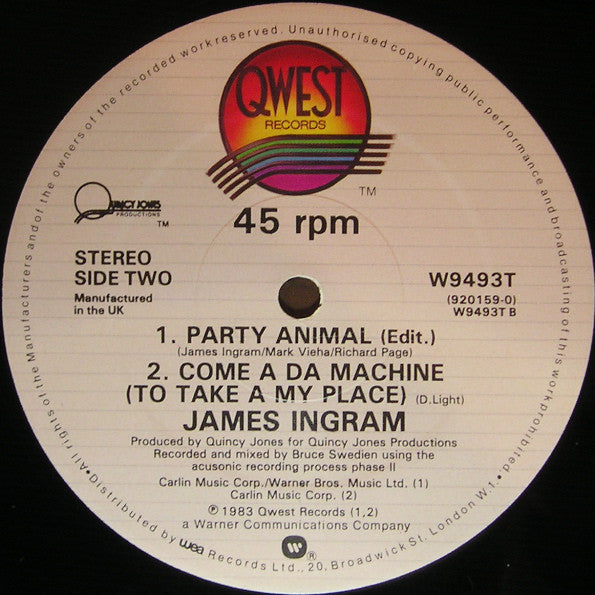 • All rights of the Manufacturers and of the owners of the recorded work reserved. Unauthorised copying public performance and broadcasting of this work prohibited. •
QWEST
RECORDS
TM
QUINCY JONES
PRODUCTIONS
TM
45 rpm
STEREO
SIDE TWO
Manufactured
in the UK
W9493T
(920159-0)
W9493T B
1. PARTY ANIMAL (Edit.)
(James Ingram/Mark Vieha/Richard Page)
2. COME A DA MACHINE
(TO TAKE A MY PLACE) (D.Light)
JAMES INGRAM
Produced by Quincy Jones for Quincy Jones Productions
Recorded and mixed by Bruce Swedien using the
acusonic recording process phase II
Carlin Music Corp./Warner Bros. Music Ltd. (1)
Carlin Music Corp. (2)
℗ 1983 Qwest Records (1,2)
a Warner Communications Company
®
Distributed by wea Records Ltd., 20, Broadwick St. London W1.